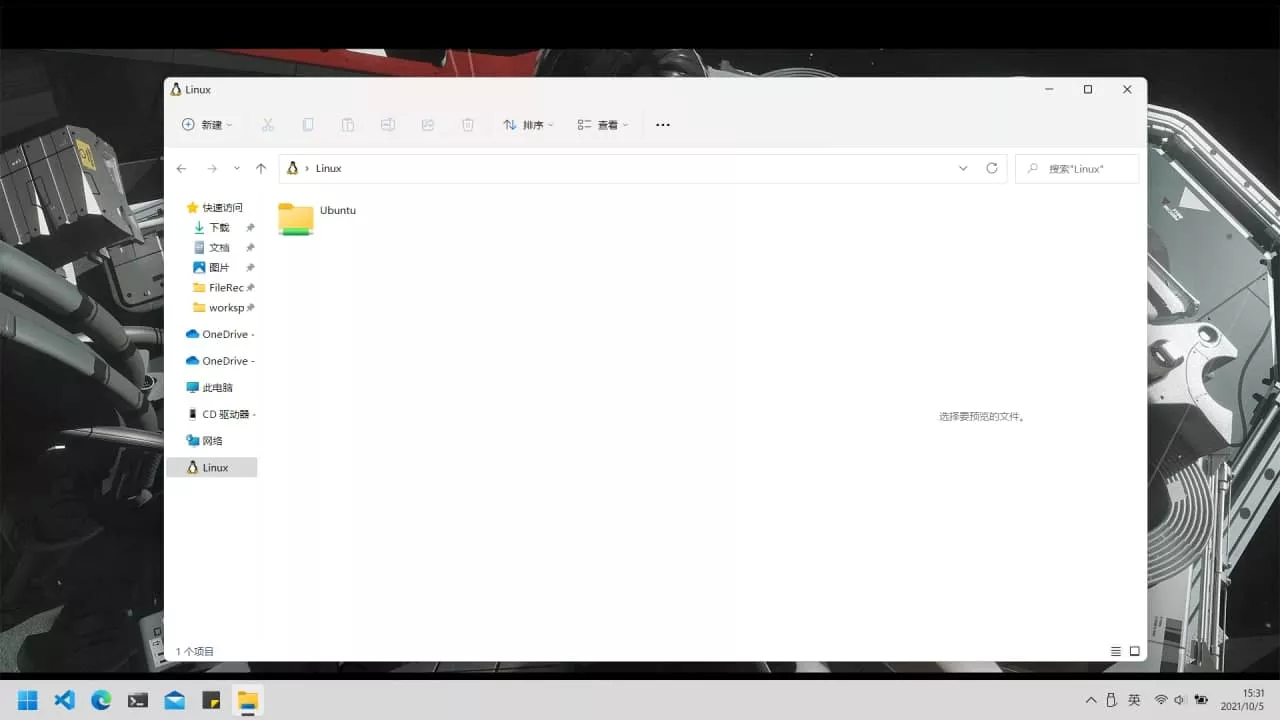 Linux
新建
排序
查看
Linux
搜索"Linux"
快速访问
下载
文档
图片
FileRec
worksp
OneDrive -
OneDrive -
此电脑
CD 驱动器 -
网络
Linux
Ubuntu
选择要预览的文件。
1 个项目
英
15:31
2021/10/5